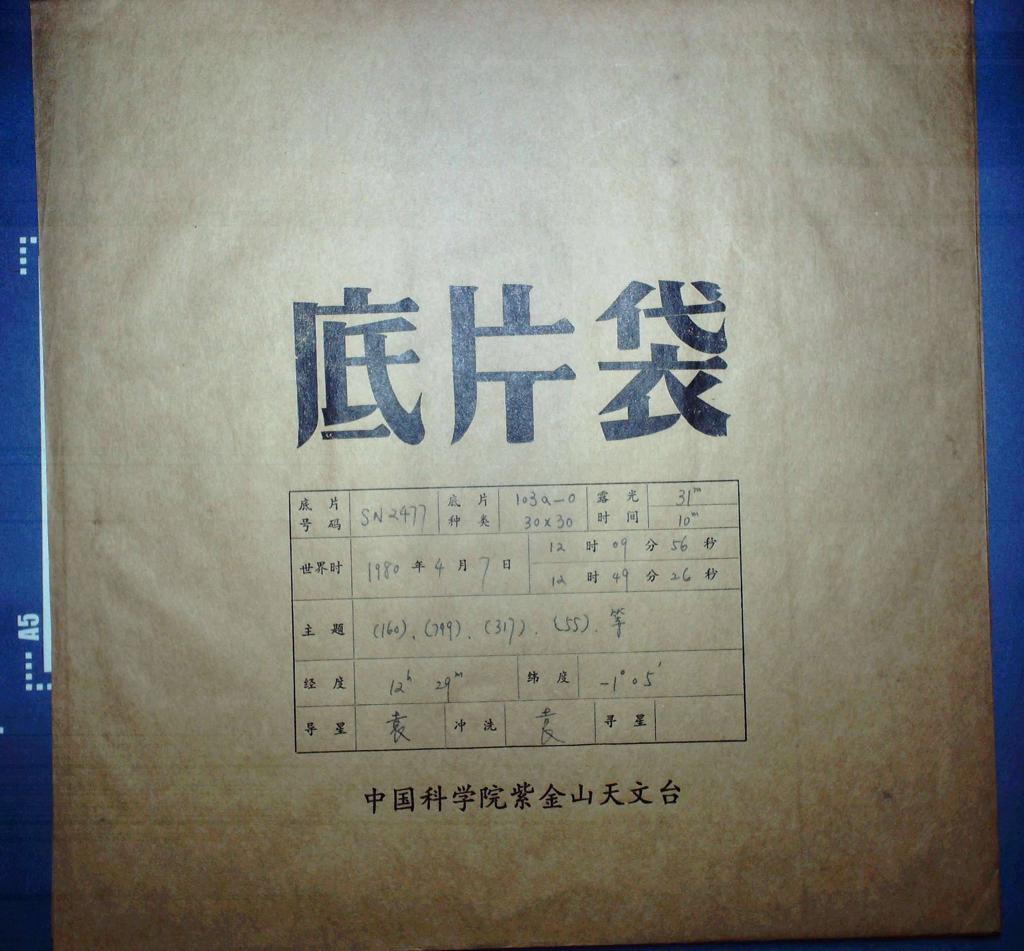 底片袋
底片号码 SN2477 底片种类 103a-O 30x30 露光时间 31m 10m
世界时 1980年4月7日 12时09分56秒
12时49分26秒
主题 (160).(799).(317).(55).等
经度 12h 29m 纬度 -1°05'
导星 袁 冲洗 袁 寻星
中国科学院紫金山天文台
A5